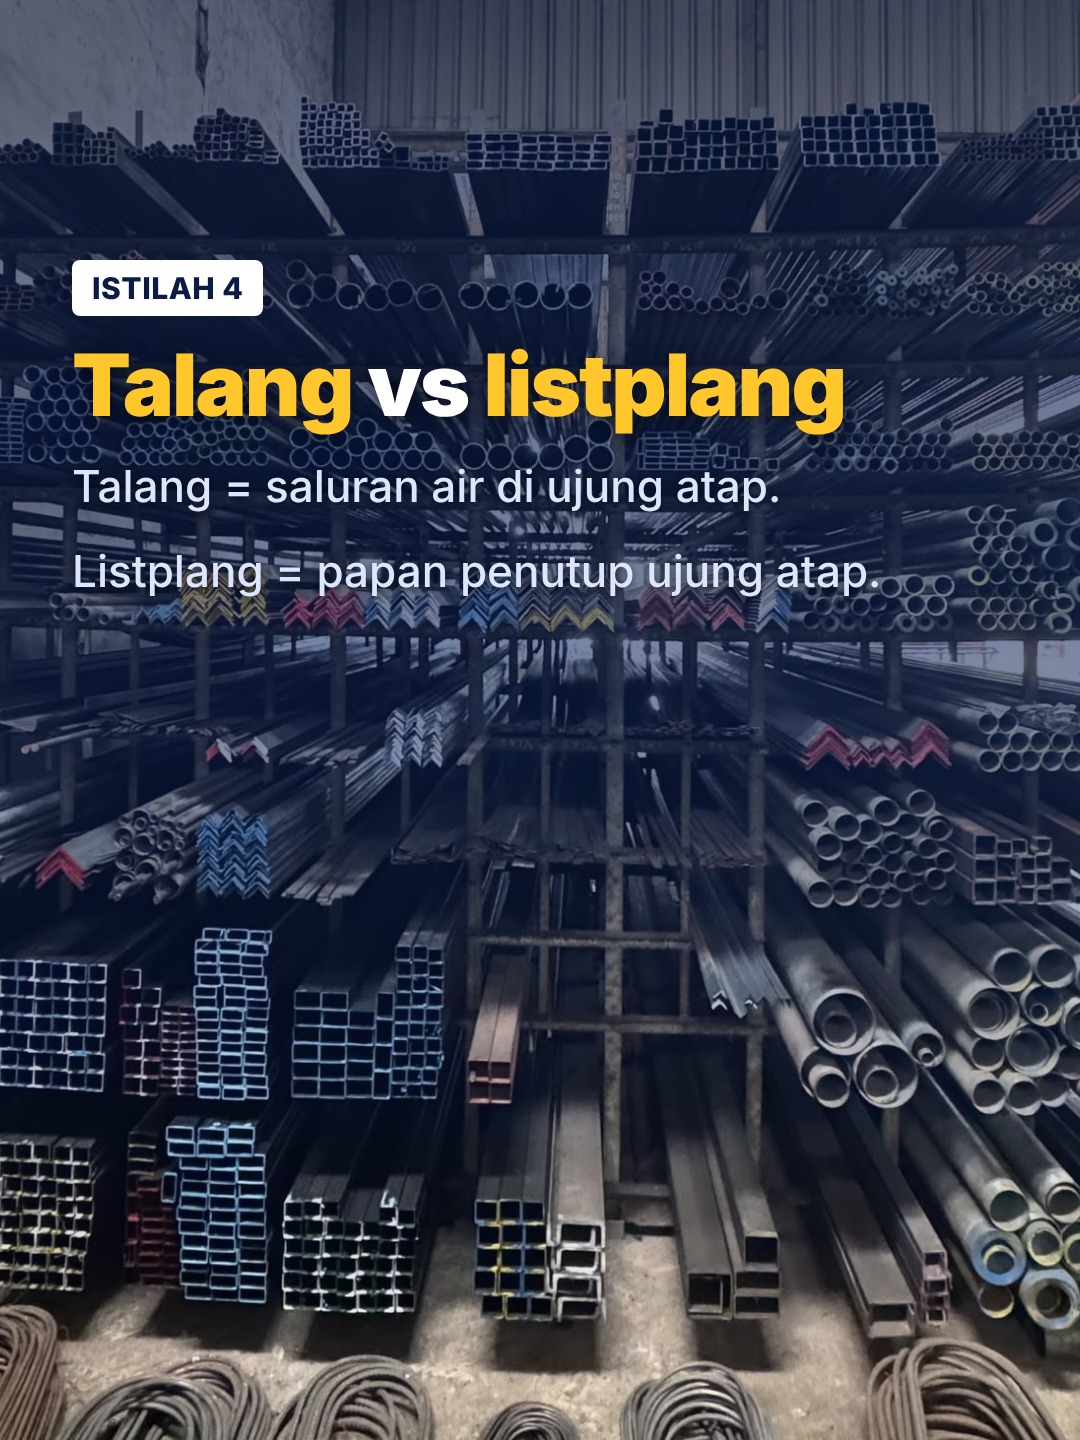 ISTILAH 4
Talang vs listplang
Talang = saluran air di ujung atap.
Listplang = papan penutup ujung atap.